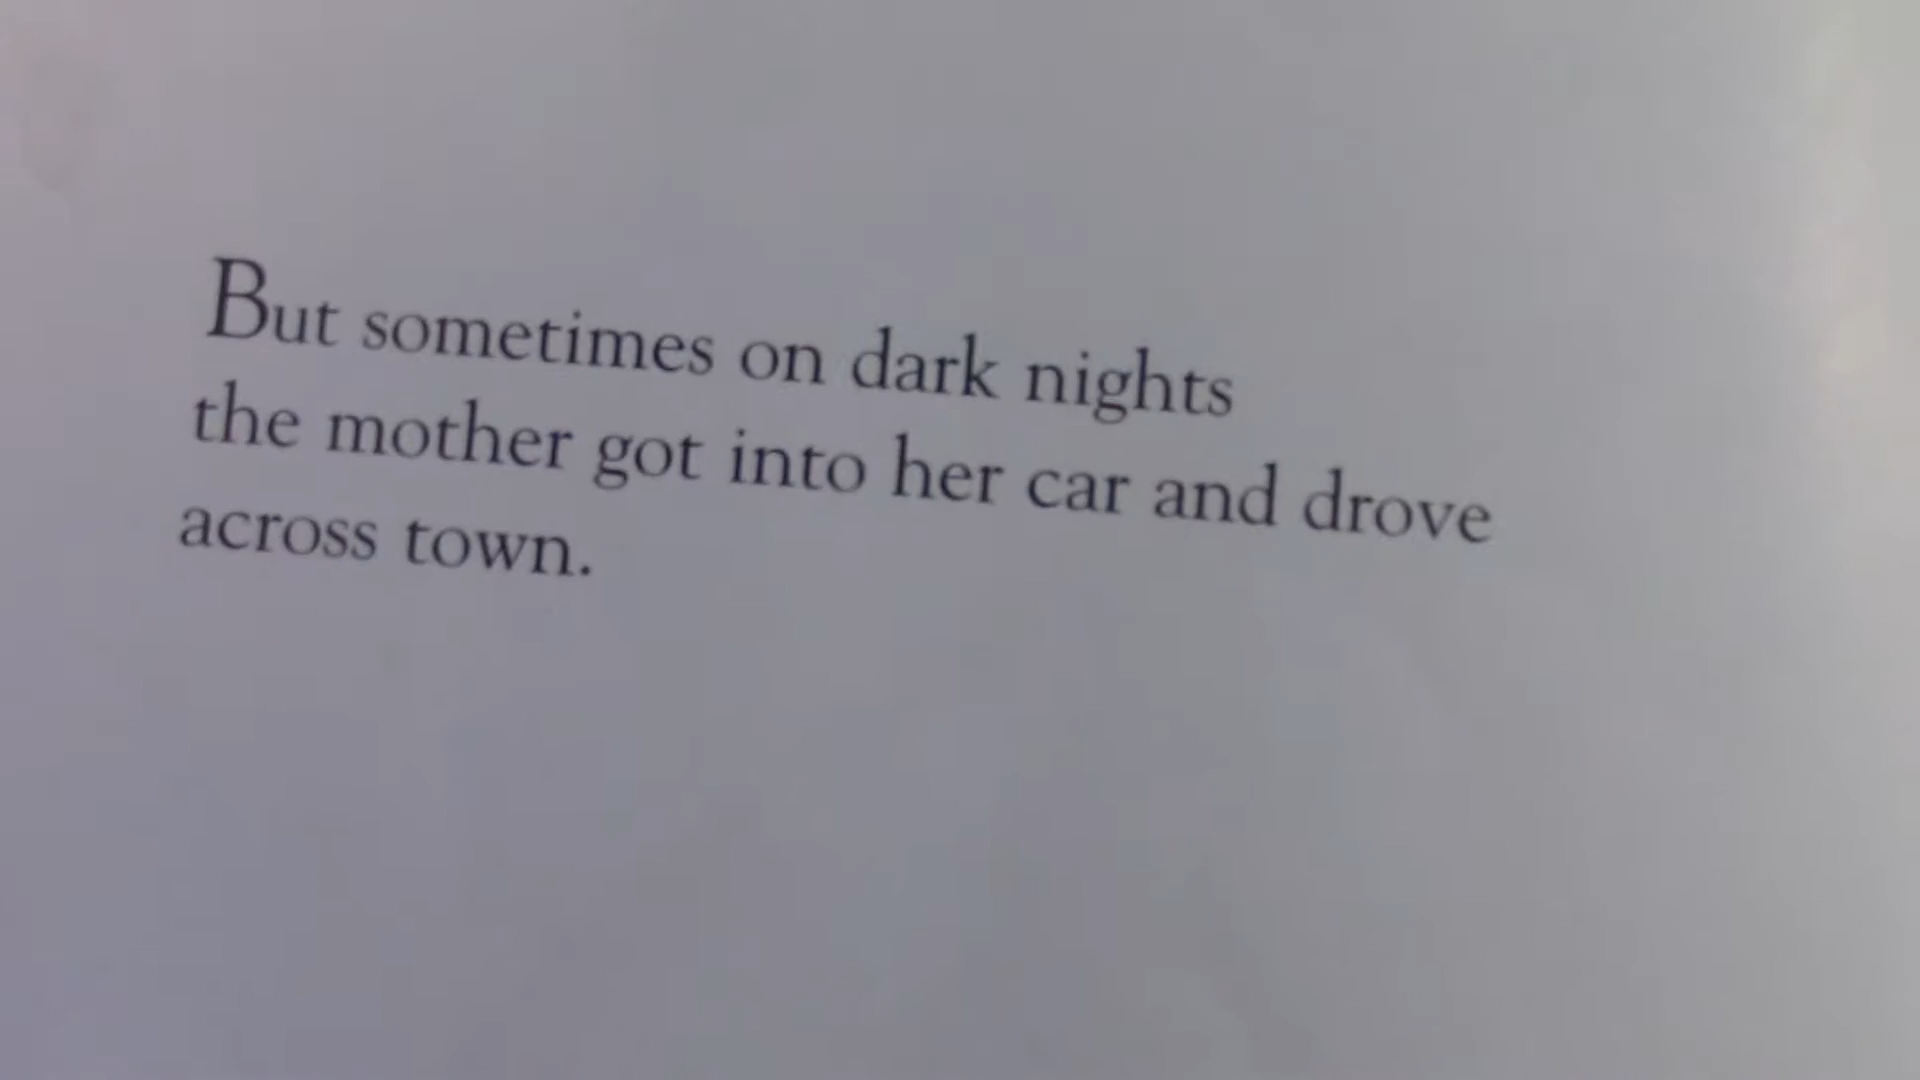 But sometimes on dark nights
the mother got into her car and drove
across town.